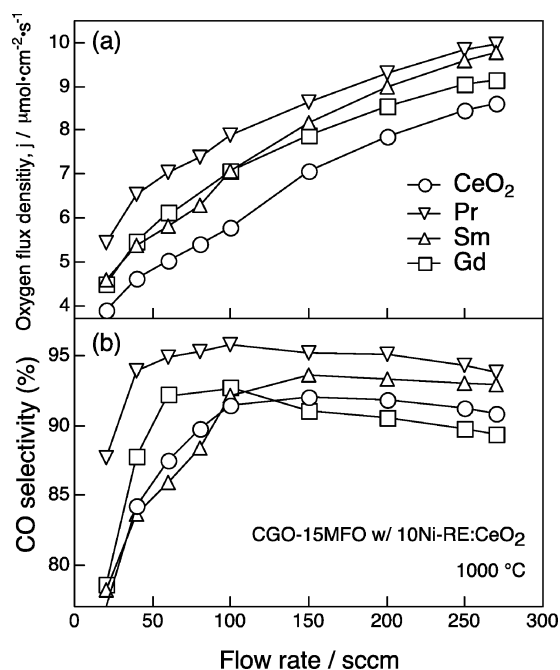 (a)
10
9
8
7
6
5
4
Oxygen flux densitiy, j / μmol•cm⁻²•s¹
CeO₂
Pr
Sm
Gd
(b)
95
90
85
80
CO selectivity (%)
CGO-15MFO w/ 10Ni-RE:CeO₂
1000 °C
0 50 100 150 200 250 300
Flow rate / sccm